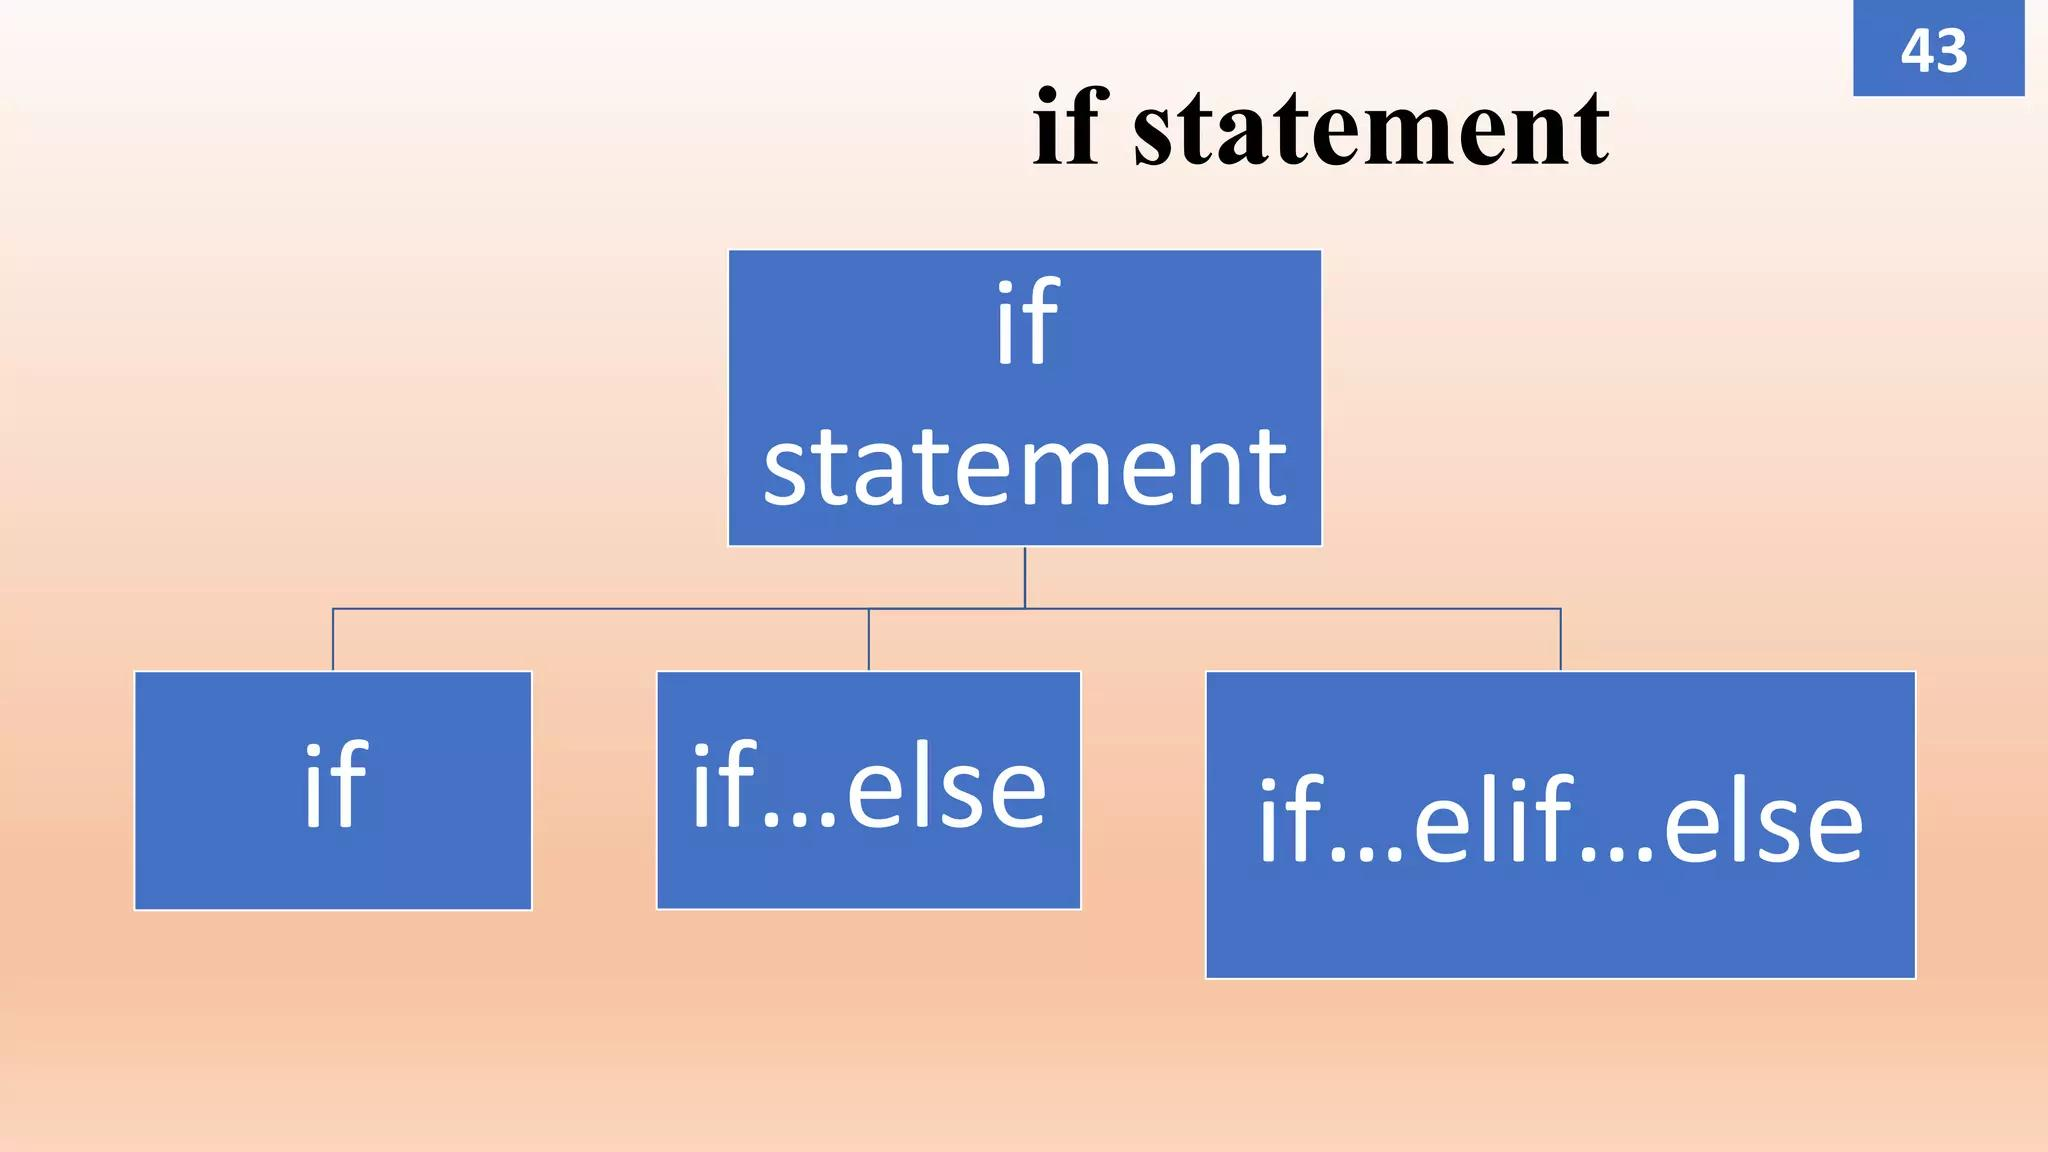 43
if statement
if
statement
if
if…else
if…elif…else